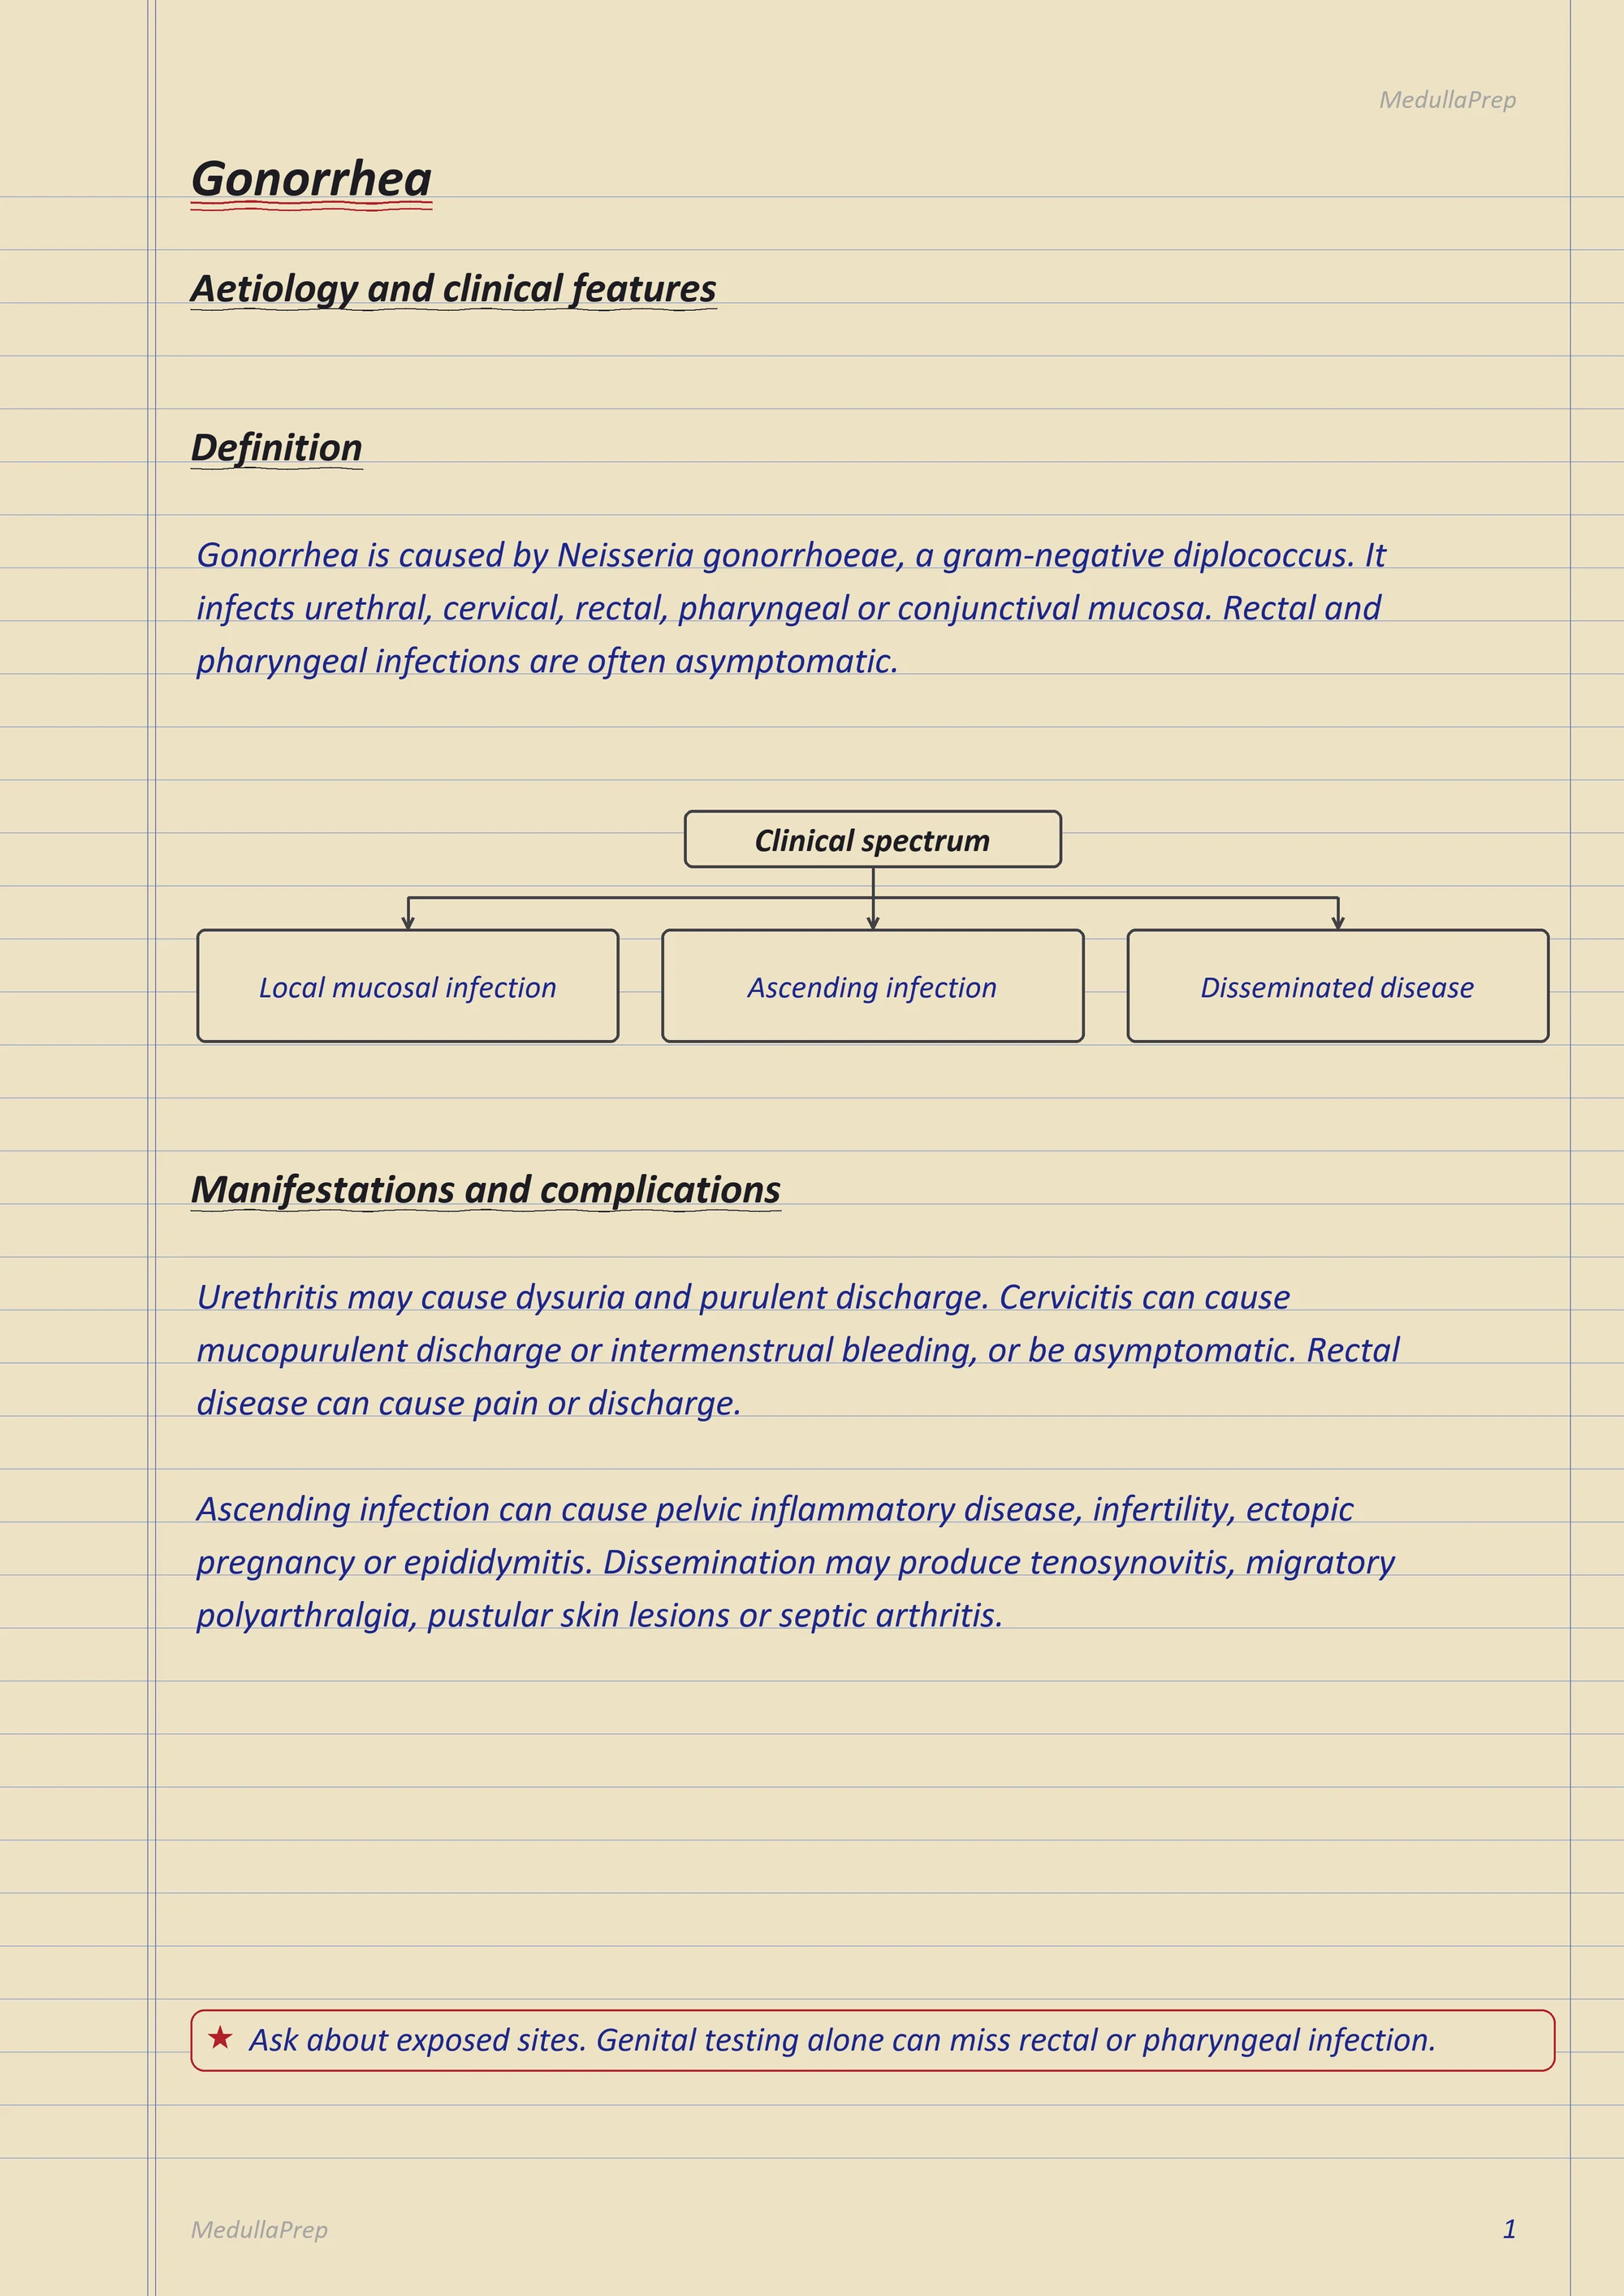 MedullaPrep
Gonorrhea
Aetiology and clinical features
Definition
Gonorrhea is caused by Neisseria gonorrhoeae, a gram-negative diplococcus. It
infects urethral, cervical, rectal, pharyngeal or conjunctival mucosa. Rectal and
pharyngeal infections are often asymptomatic.
Clinical spectrum
Local mucosal infection
Ascending infection
Disseminated disease
Manifestations and complications
Urethritis may cause dysuria and purulent discharge. Cervicitis can cause
mucopurulent discharge or intermenstrual bleeding, or be asymptomatic. Rectal
disease can cause pain or discharge.
Ascending infection can cause pelvic inflammatory disease, infertility, ectopic
pregnancy or epididymitis. Dissemination may produce tenosynovitis, migratory
polyarthralgia, pustular skin lesions or septic arthritis.
★ Ask about exposed sites. Genital testing alone can miss rectal or pharyngeal infection.
MedullaPrep
1